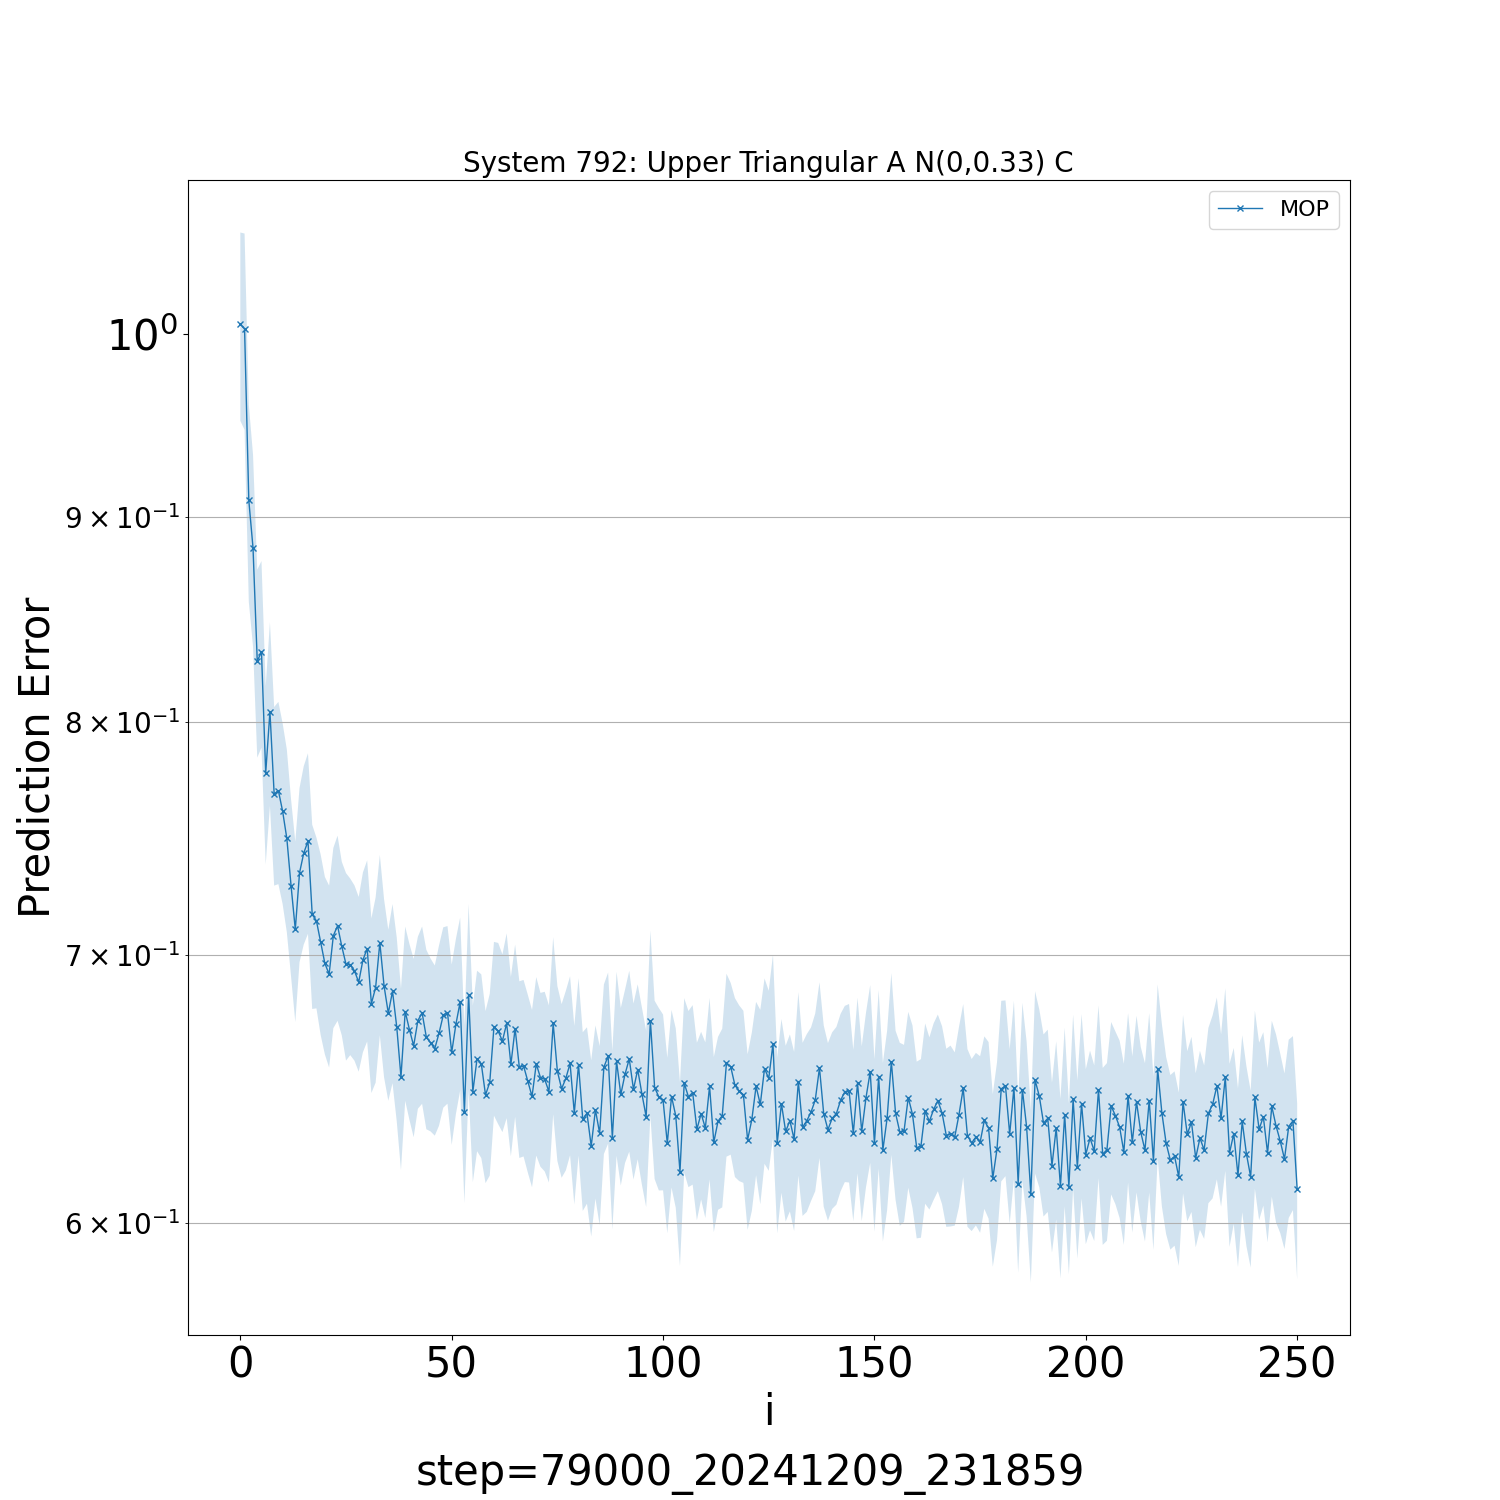 System 792: Upper Triangular A N(0,0.33) C
MOP
10⁰
9 × 10⁻¹
8 × 10⁻¹
7 × 10⁻¹
6 × 10⁻¹
Prediction Error
0 50 100 150 200 250
i
step=79000_20241209_231859